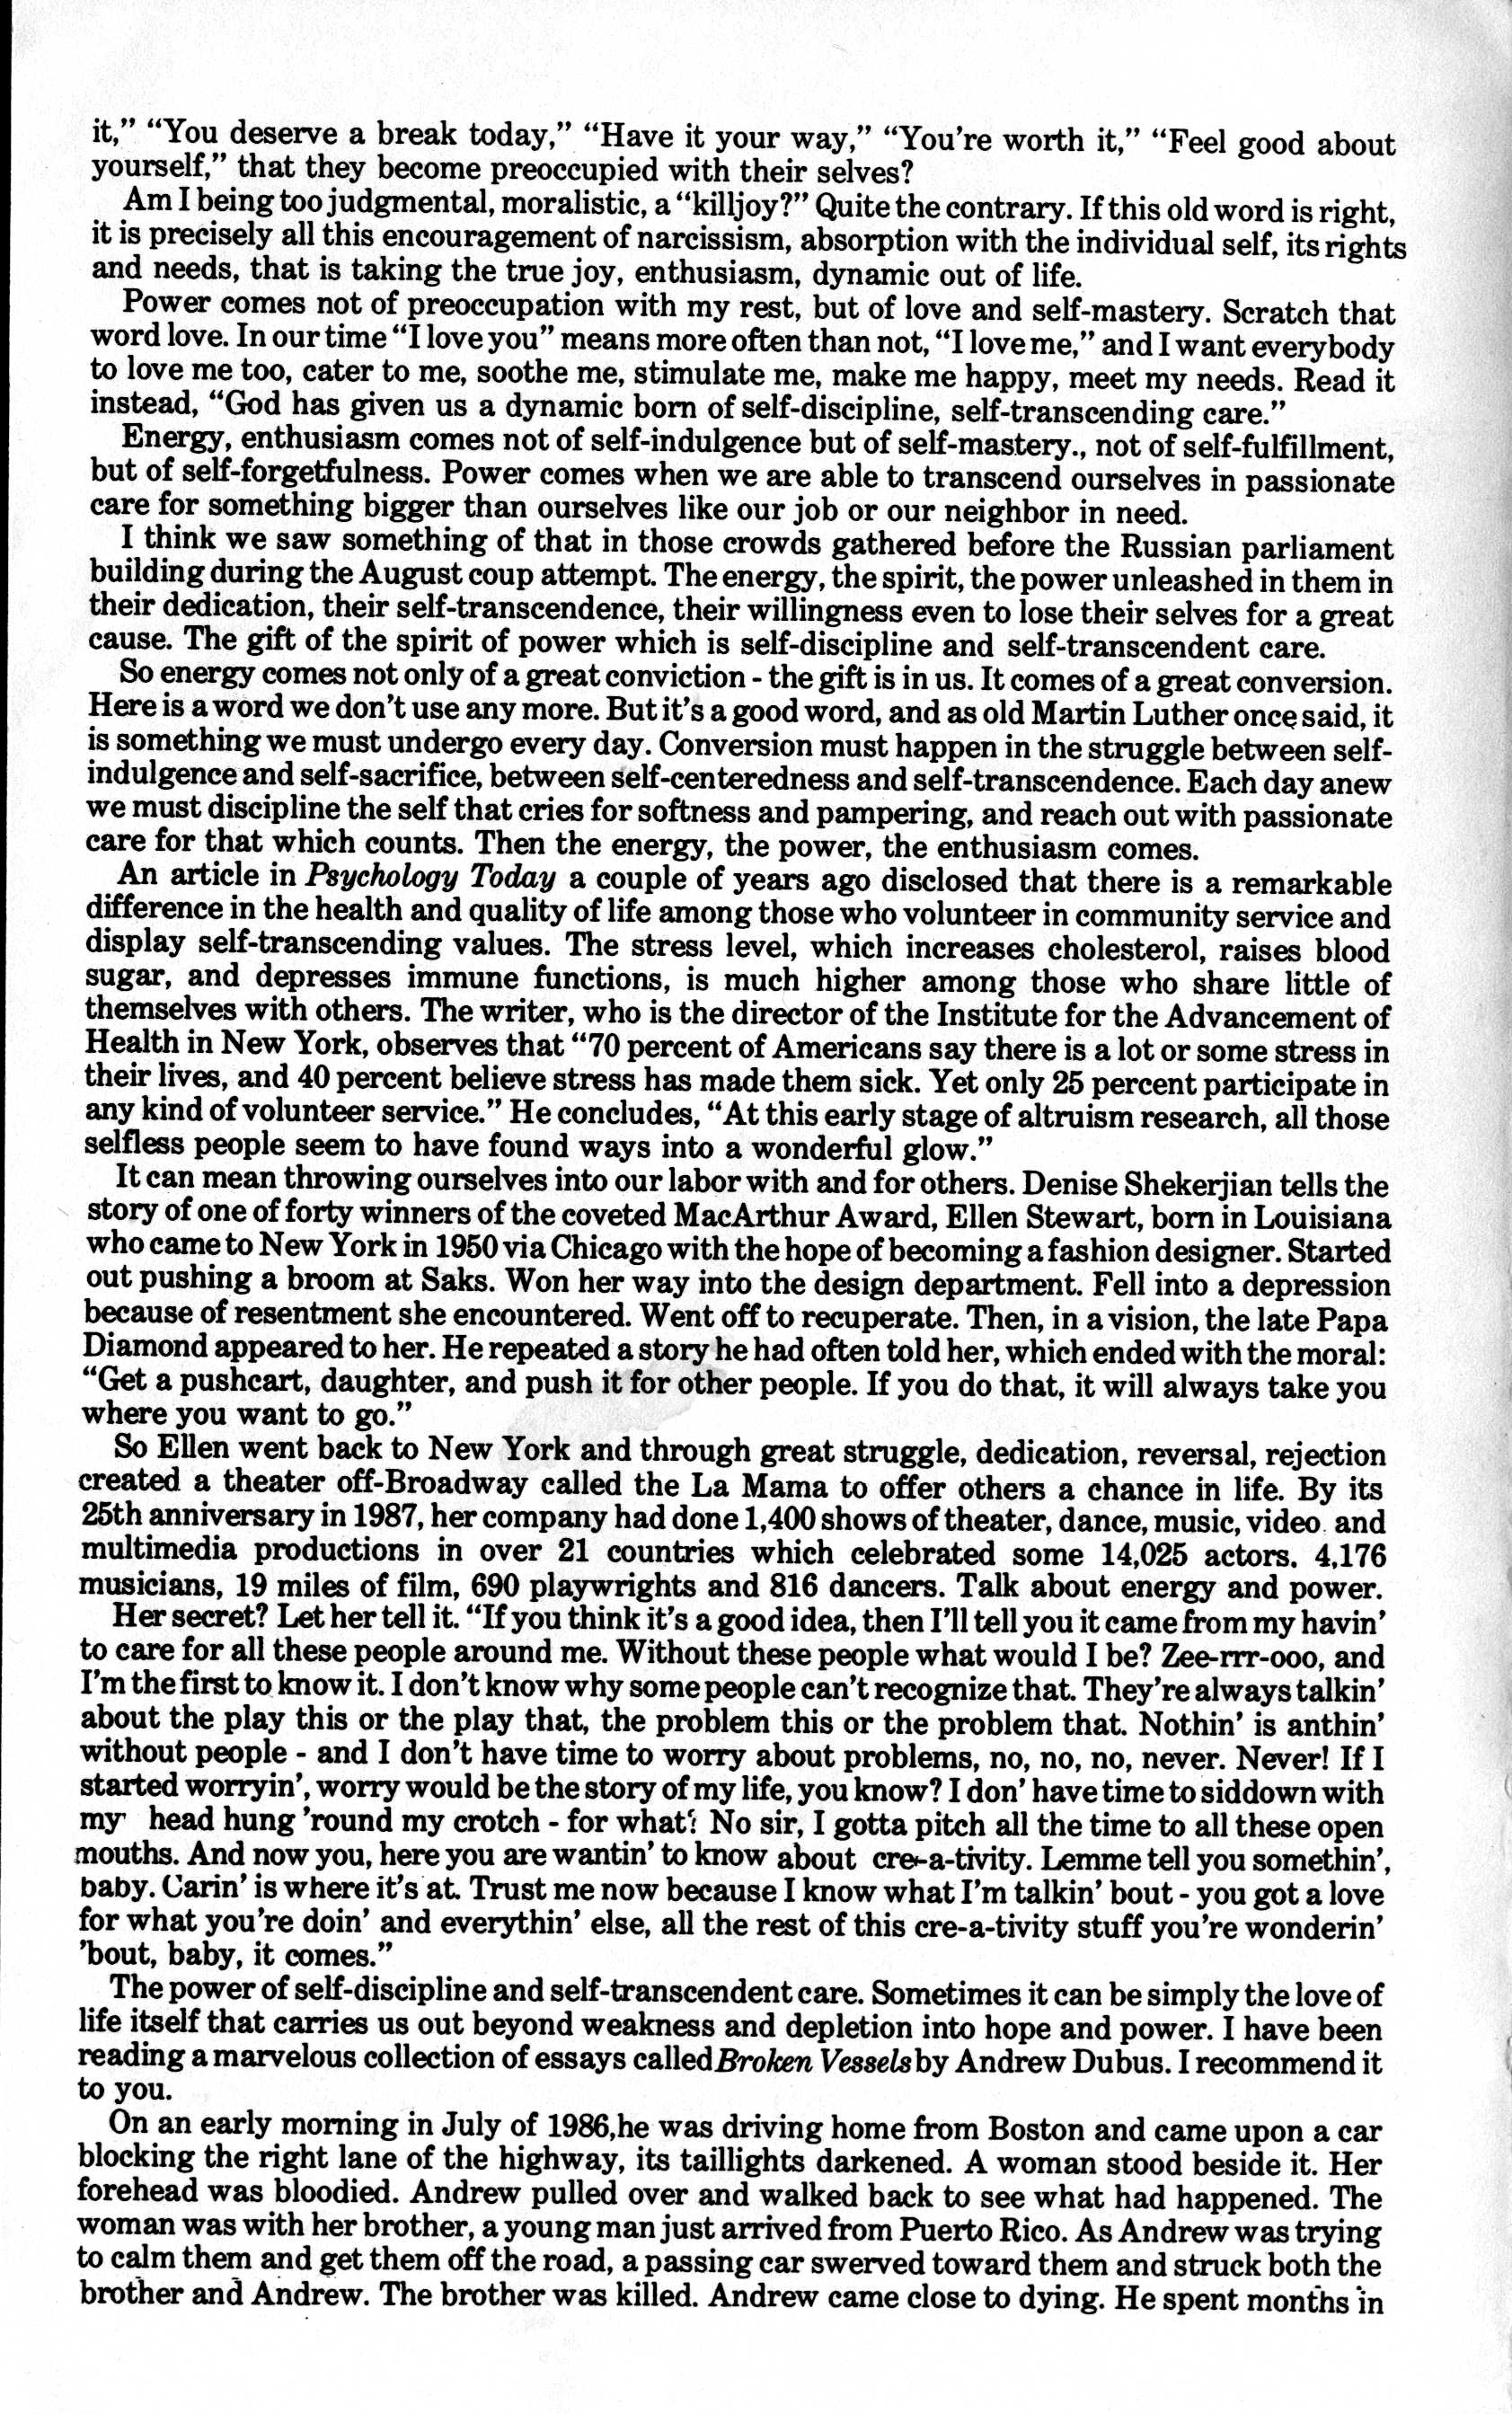 it,” “You deserve a break today,” “Have it your way,” “You’re worth it,” “Feel good about
yourself,” that they become preoccupied with their selves?
Am I being too judgmental, moralistic, a “killjoy?” Quite the contrary. If this old word is right,
it is precisely all this encouragement of narcissism, absorption with the individual self, its rights
and needs, that is taking the true joy, enthusiasm, dynamic out of life.
Power comes not of preoccupation with my rest, but of love and self-mastery. Scratch that
word love. In our time “I love you” means more often than not, “I love me,” and I want everybody
to love me too, cater to me, soothe me, stimulate me, make me happy, meet my needs. Read it
instead, “God has given us a dynamic born of self-discipline, self-transcending care.”
Energy, enthusiasm comes not of self-indulgence but of self-mastery., not of self-fulfillment,
but of self-forgetfulness. Power comes when we are able to transcend ourselves in passionate
care for something bigger than ourselves like our job or our neighbor in need.
I think we saw something of that in those crowds gathered before the Russian parliament
building during the August coup attempt. The energy, the spirit, the power unleashed in them in
their dedication, their self-transcendence, their willingness even to lose their selves for a great
cause. The gift of the spirit of power which is self-discipline and self-transcendent care.
So energy comes not only of a great conviction - the gift is in us. It comes of a great conversion.
Here is a word we don’t use any more. But it’s a good word, and as old Martin Luther once said, it
is something we must undergo every day. Conversion must happen in the struggle between self-
indulgence and self-sacrifice, between self-centeredness and self-transcendence. Each day anew
we must discipline the self that cries for softness and pampering, and reach out with passionate
care for that which counts. Then the energy, the power, the enthusiasm comes.
An article in Psychology Today a couple of years ago disclosed that there is a remarkable
difference in the health and quality of life among those who volunteer in community service and
display self-transcending values. The stress level, which increases cholesterol, raises blood
sugar, and depresses immune functions, is much higher among those who share little of
themselves with others. The writer, who is the director of the Institute for the Advancement of
Health in New York, observes that “70 percent of Americans say there is a lot or some stress in
their lives, and 40 percent believe stress has made them sick. Yet only 25 percent participate in
any kind of volunteer service.” He concludes, “At this early stage of altruism research, all those
selfless people seem to have found ways into a wonderful glow.”
It can mean throwing ourselves into our labor with and for others. Denise Shekerjian tells the
story of one of forty winners of the coveted MacArthur Award, Ellen Stewart, born in Louisiana
who came to New York in 1950 via Chicago with the hope of becoming a fashion designer. Started
out pushing a broom at Saks. Won her way into the design department. Fell into a depression
because of resentment she encountered. Went off to recuperate. Then, in a vision, the late Papa
Diamond appeared to her. He repeated a story he had often told her, which ended with the moral:
“Get a pushcart, daughter, and push it for other people. If you do that, it will always take you
where you want to go.”
So Ellen went back to New York and through great struggle, dedication, reversal, rejection
created a theater off-Broadway called the La Mama to offer others a chance in life. By its
25th anniversary in 1987, her company had done 1,400 shows of theater, dance, music, video and
multimedia productions in over 21 countries which celebrated some 14,025 actors. 4,176
musicians, 19 miles of film, 690 playwrights and 816 dancers. Talk about energy and power.
Her secret? Let her tell it. “If you think it’s a good idea, then I’ll tell you it came from my havin’
to care for all these people around me. Without these people what would I be? Zee-rrr-ooo, and
I’m the first to know it. I don’t know why some people can’t recognize that. They’re always talkin’
about the play this or the play that, the problem this or the problem that. Nothin’ is anthin’
without people - and I don’t have time to worry about problems, no, no, no, never. Never! If I
started worryin’, worry would be the story of my life, you know? I don’ have time to siddown with
my head hung ’round my crotch - for what? No sir, I gotta pitch all the time to all these open
mouths. And now you, here you are wantin’ to know about cre-a-tivity. Lemme tell you somethin’,
baby. Carin’ is where it’s at. Trust me now because I know what I’m talkin’ bout - you got a love
for what you’re doin’ and everythin’ else, all the rest of this cre-a-tivity stuff you’re wonderin’
’bout, baby, it comes.”
The power of self-discipline and self-transcendent care. Sometimes it can be simply the love of
life itself that carries us out beyond weakness and depletion into hope and power. I have been
reading a marvelous collection of essays called Broken Vessels by Andrew Dubus. I recommend it
to you.
On an early morning in July of 1986,he was driving home from Boston and came upon a car
blocking the right lane of the highway, its taillights darkened. A woman stood beside it. Her
forehead was bloodied. Andrew pulled over and walked back to see what had happened. The
woman was with her brother, a young man just arrived from Puerto Rico. As Andrew was trying
to calm them and get them off the road, a passing car swerved toward them and struck both the
brother and Andrew. The brother was killed. Andrew came close to dying. He spent months in